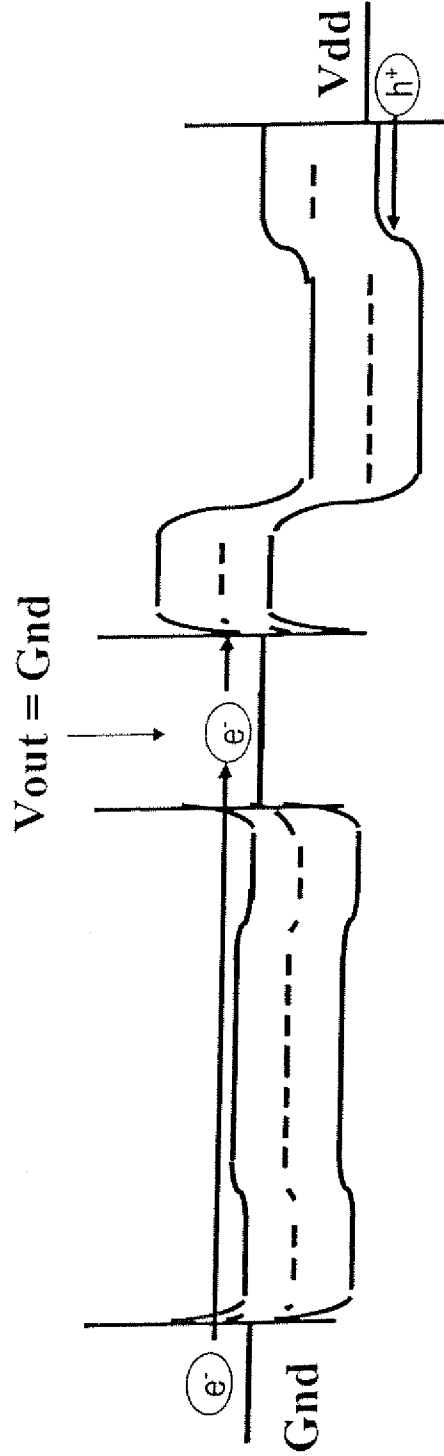 Vout = Gnd
e⁻
e⁻
h⁺
Gnd
Vdd